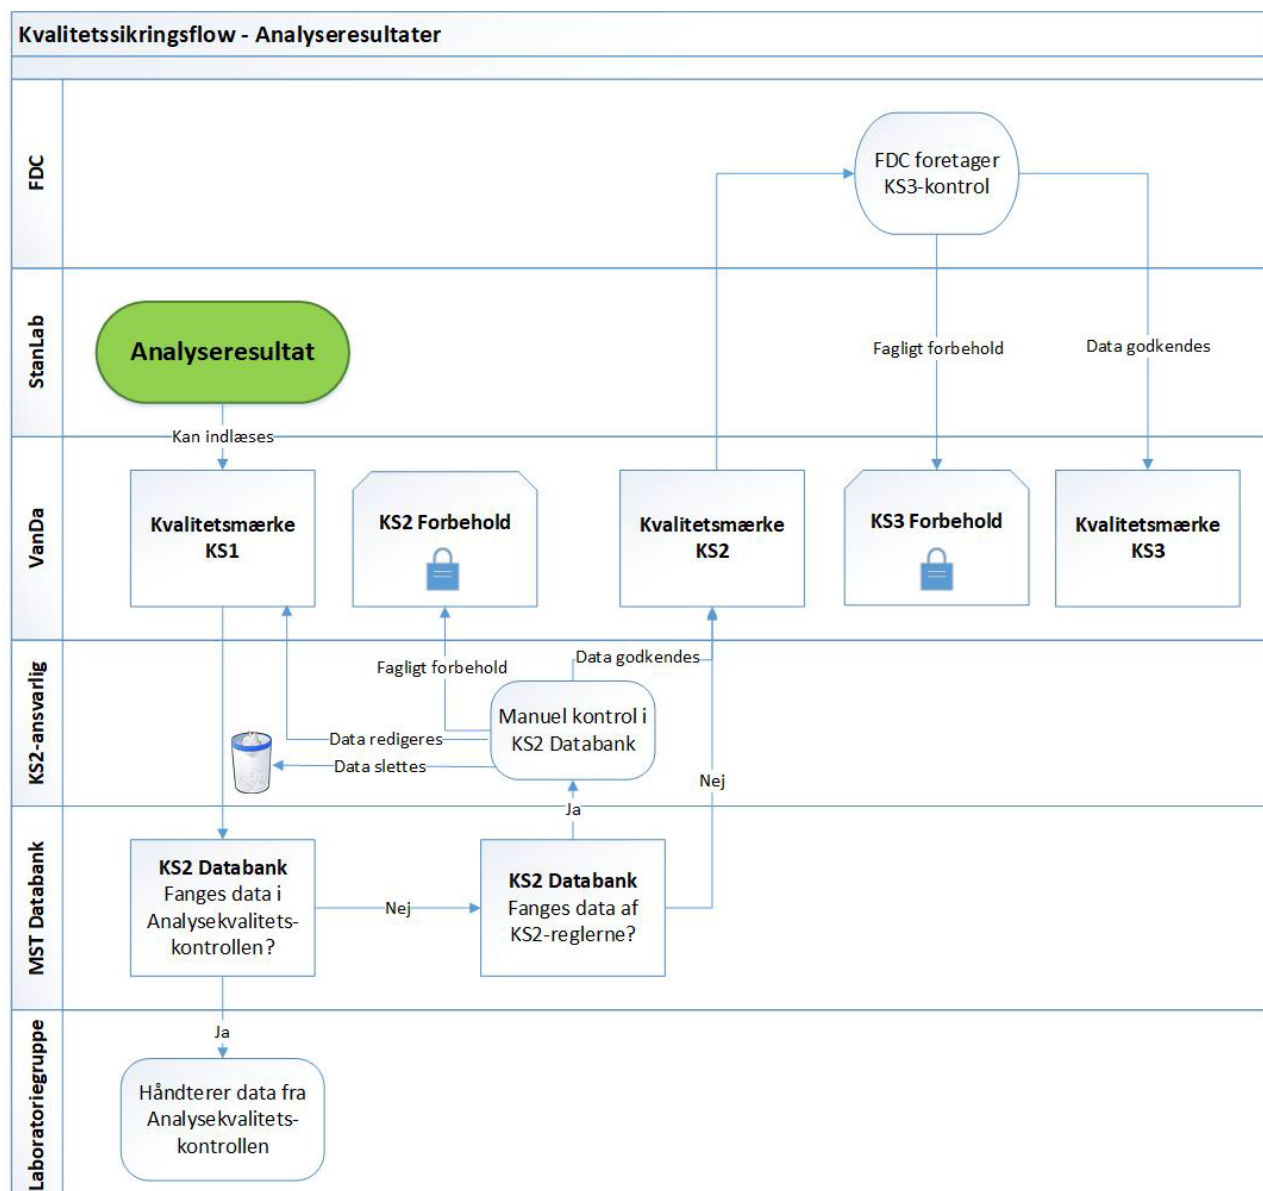 Kvalitetssikringsflow - Analyseresultater
FDC
FDC foretager
KS3-kontrol
StanLab
Analyseresultat
Fagligt forbehold
Data godkendes
Kan indlæses
VanDa
Kvalitetsmærke
KS1
KS2 Forbehold
Kvalitetsmærke
KS2
KS3 Forbehold
Kvalitetsmærke
KS3
KS2-ansvarlig
Fagligt forbehold
Data godkendes
Manuel kontrol i
KS2 Databank
Data redigeres
Data slettes
Nej
Ja
MST Databank
KS2 Databank
Fanges data i
Analysekvalitets-
kontrollen?
Nej
KS2 Databank
Fanges data af
KS2-reglerne?
Laboratoriegruppe
Ja
Håndterer data fra
Analysekvalitets-
kontrollen